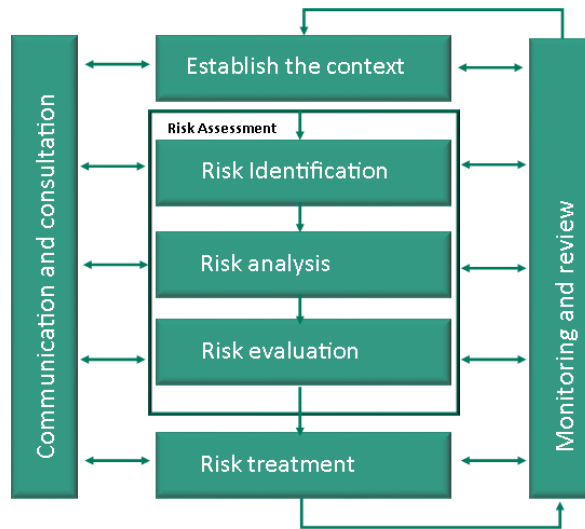 Establish the context
Risk Assessment
Risk Identification
Risk analysis
Risk evaluation
Risk treatment
Communication and consultation
Monitoring and review